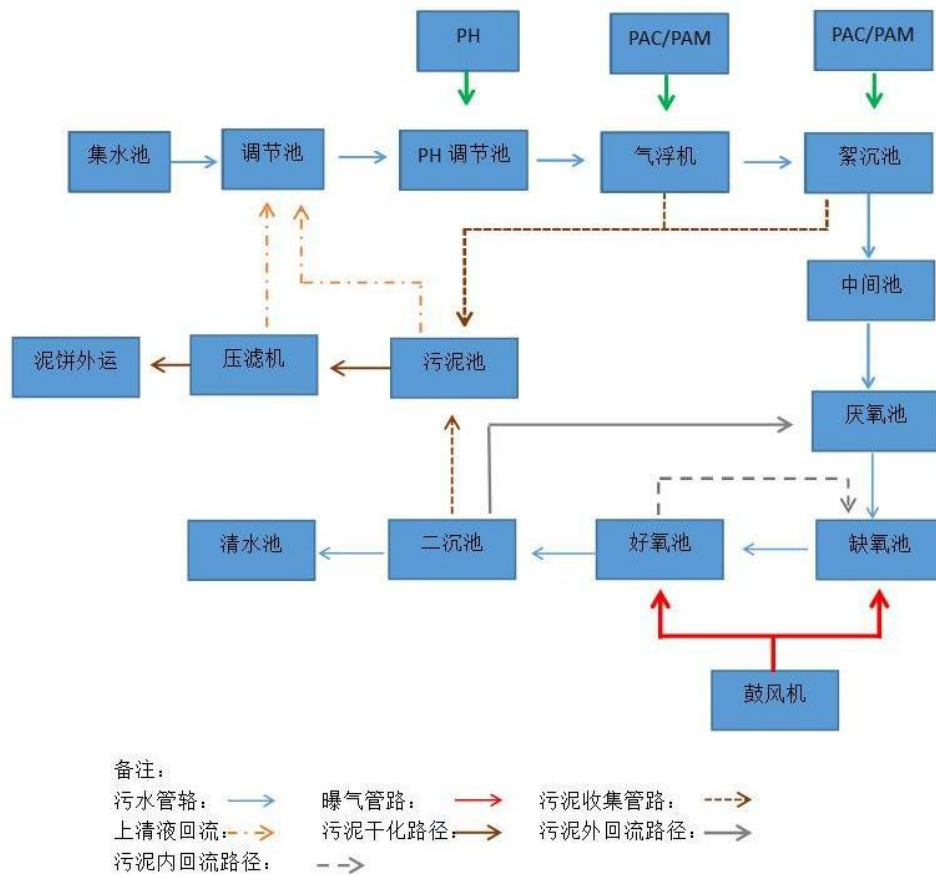 PH
PAC/PAM
PAC/PAM
集水池
调节池
PH 调节池
气浮机
絮沉池
中间池
泥饼外运
压滤机
污泥池
厌氧池
清水池
二沉池
好氧池
缺氧池
鼓风机
备注：
污水管辂：
曝气管路：
污泥收集管路：
上清液回流：
污泥干化路径：
污泥外回流路径：
污泥内回流路径：